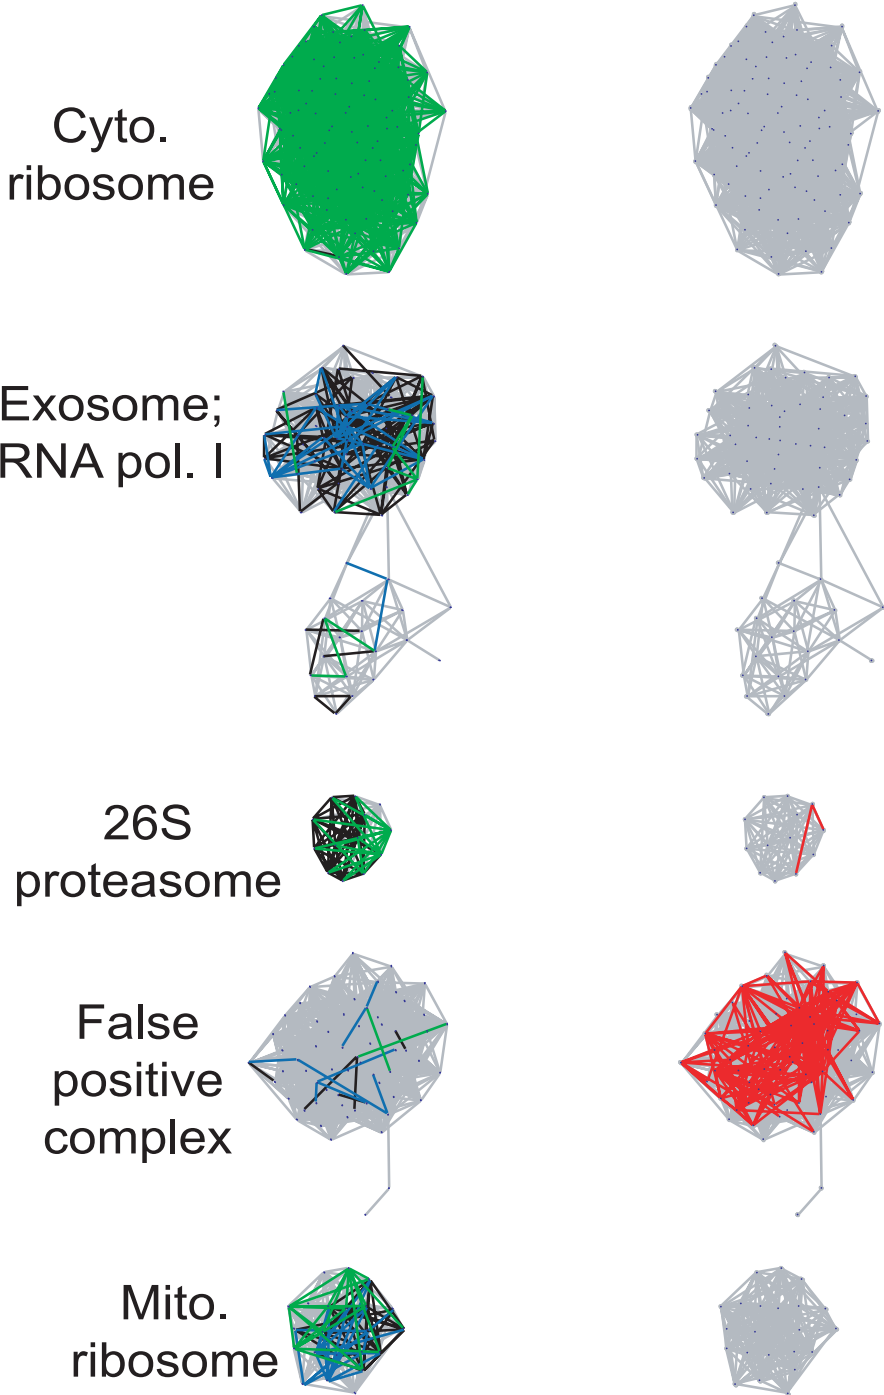 Cyto.
ribosome
Exosome;
RNA pol. I
26S
proteasome
False
positive
complex
Mito.
ribosome